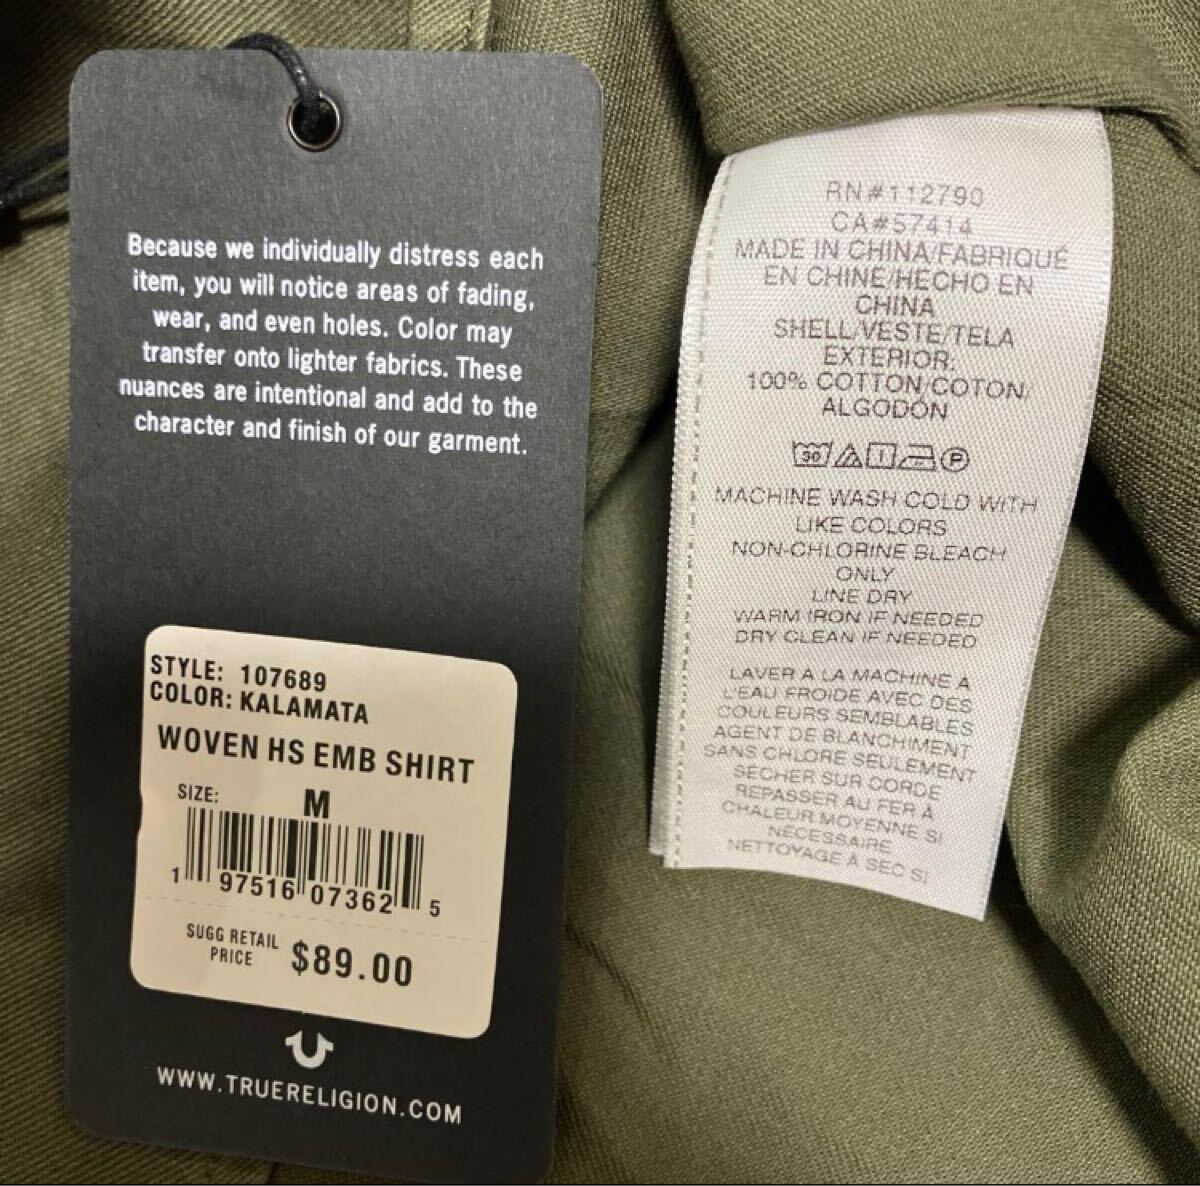 Because we individually distress each
item, you will notice areas of fading,
wear, and even holes. Color may
transfer onto lighter fabrics. These
nuances are intentional and add to the
character and finish of our garment.
STYLE: 107689
COLOR: KALAMATA
WOVEN HS EMB SHIRT
SIZE: M
1 97516 07362 5
SUGG RETAIL
PRICE $89.00
WWW.TRUERELIGION.COM
RN#112790
CA#57414
MADE IN CHINA/FABRIQUÉ
EN CHINE/HECHO EN
CHINA
SHELL/VESTE/TELA
EXTERIOR:
100% COTTON/COTON/
ALGODÓN
30 P
MACHINE WASH COLD WITH
LIKE COLORS
NON-CHLORINE BLEACH
ONLY
LINE DRY
WARM IRON IF NEEDED
DRY CLEAN IF NEEDED
LAVER À LA MACHINE À
L'EAU FROIDE AVEC DES
COULEURS SEMBLABLES
AGENT DE BLANCHIMENT
SANS CHLORE SEULEMENT
SÉCHER SUR CORDE
REPASSER AU FER À
CHALEUR MOYENNE SI
NÉCESSAIRE
NETTOYAGE À SEC SI